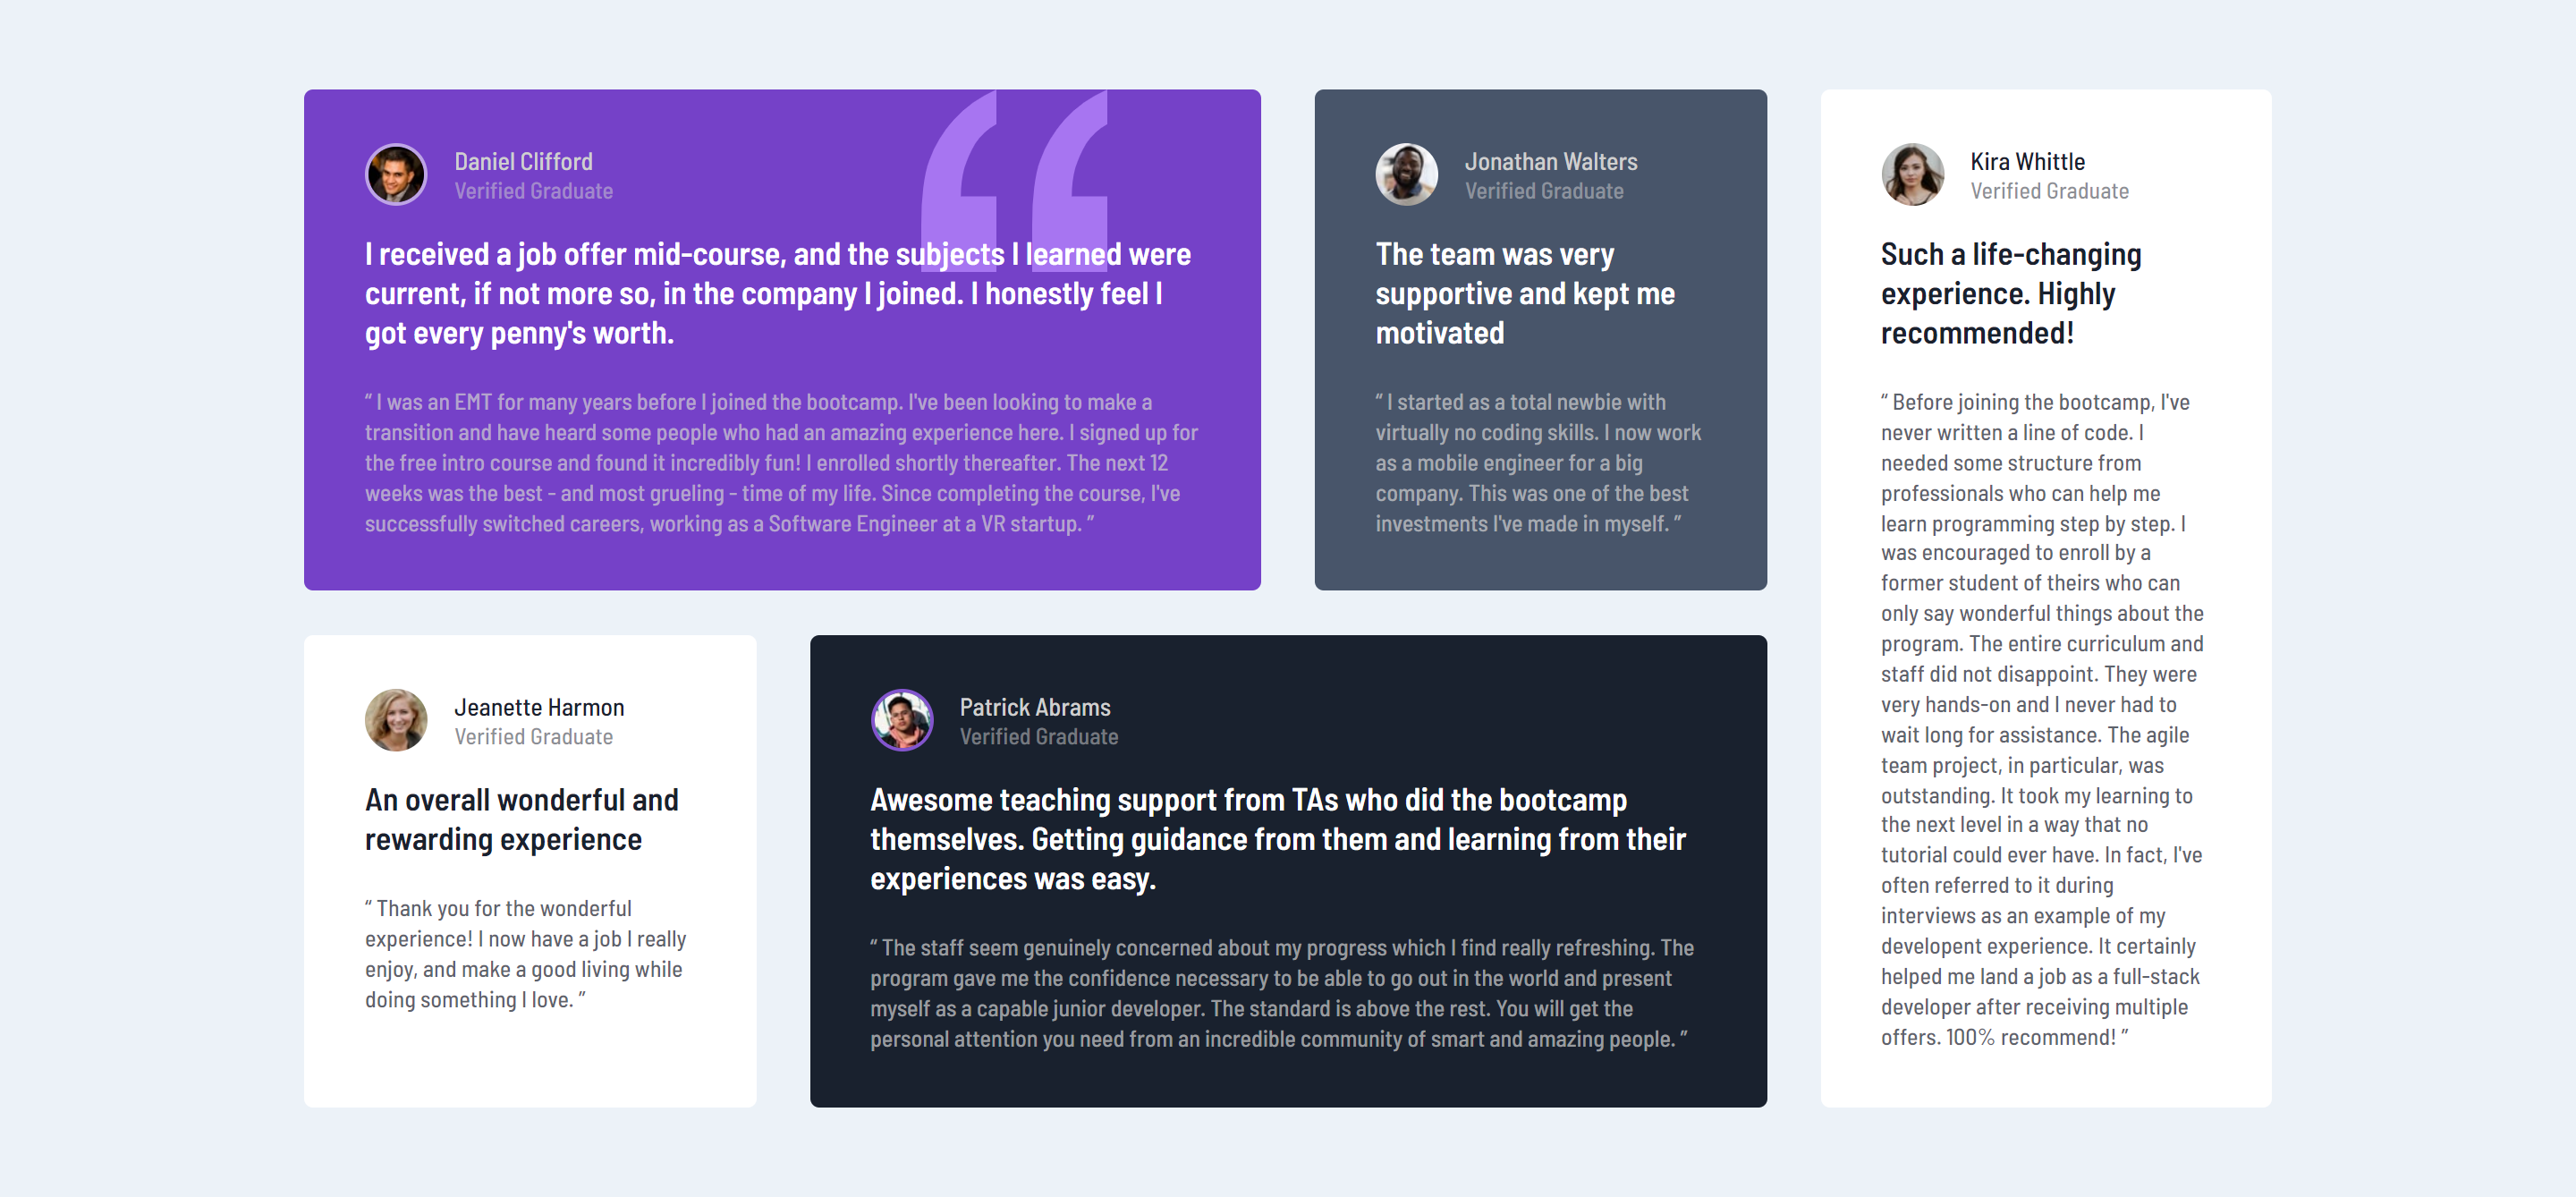 Daniel Clifford
Verified Graduate
I received a job offer mid-course, and the subjects I learned were
current, if not more so, in the company I joined. I honestly feel I
got every penny's worth.
“ I was an EMT for many years before I joined the bootcamp. I've been looking to make a
transition and have heard some people who had an amazing experience here. I signed up for
the free intro course and found it incredibly fun! I enrolled shortly thereafter. The next 12
weeks was the best - and most grueling - time of my life. Since completing the course, I've
successfully switched careers, working as a Software Engineer at a VR startup. ”
Jonathan Walters
Verified Graduate
The team was very
supportive and kept me
motivated
“ I started as a total newbie with
virtually no coding skills. I now work
as a mobile engineer for a big
company. This was one of the best
investments I've made in myself. ”
Kira Whittle
Verified Graduate
Such a life-changing
experience. Highly
recommended!
“ Before joining the bootcamp, I've
never written a line of code. I
needed some structure from
professionals who can help me
learn programming step by step. I
was encouraged to enroll by a
former student of theirs who can
only say wonderful things about the
program. The entire curriculum and
staff did not disappoint. They were
very hands-on and I never had to
wait long for assistance. The agile
team project, in particular, was
outstanding. It took my learning to
the next level in a way that no
tutorial could ever have. In fact, I've
often referred to it during
interviews as an example of my
developent experience. It certainly
helped me land a job as a full-stack
developer after receiving multiple
offers. 100% recommend! ”
Jeanette Harmon
Verified Graduate
An overall wonderful and
rewarding experience
“ Thank you for the wonderful
experience! I now have a job I really
enjoy, and make a good living while
doing something I love. ”
Patrick Abrams
Verified Graduate
Awesome teaching support from TAs who did the bootcamp
themselves. Getting guidance from them and learning from their
experiences was easy.
“ The staff seem genuinely concerned about my progress which I find really refreshing. The
program gave me the confidence necessary to be able to go out in the world and present
myself as a capable junior developer. The standard is above the rest. You will get the
personal attention you need from an incredible community of smart and amazing people. ”